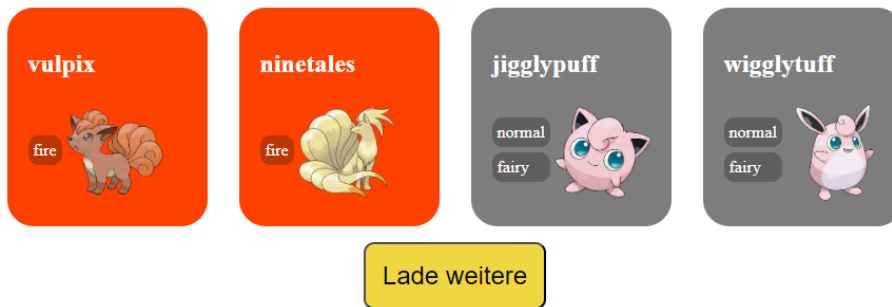 vulpix
fire
ninetales
fire
jigglypuff
normal
fairy
wigglytuff
normal
fairy
Lade weitere